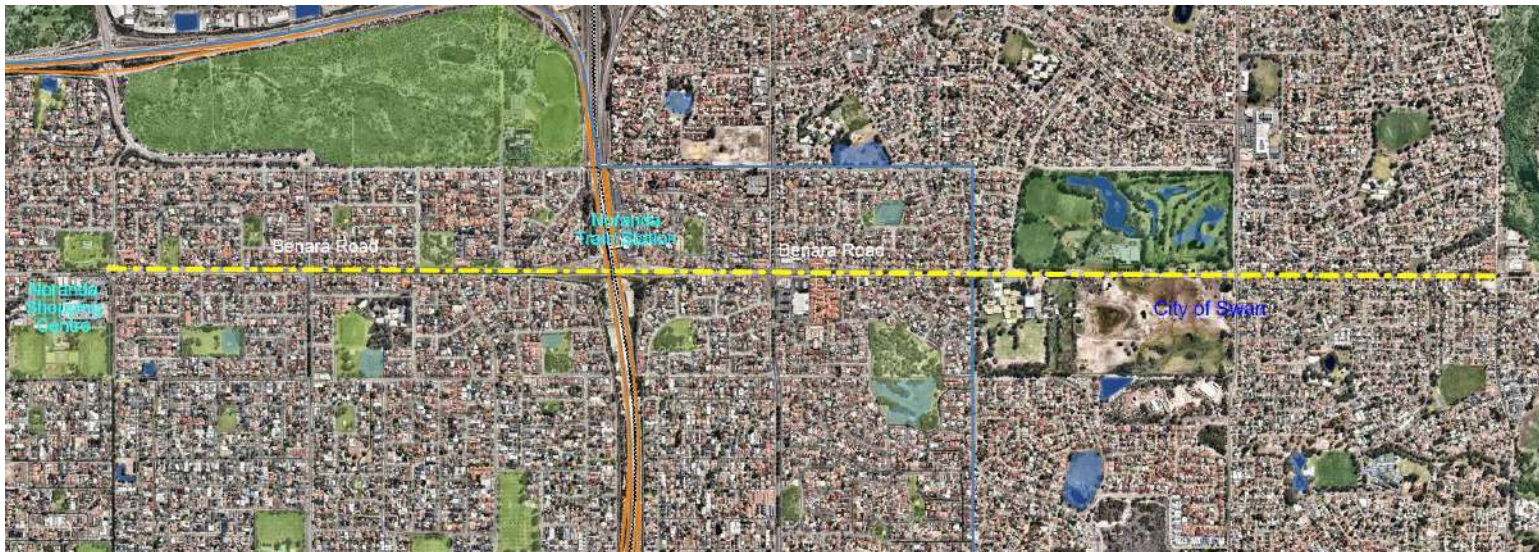 Noranda
Train Station
Benara Road
Benara Road
Noranda
Shopping
Centre
City of Swan